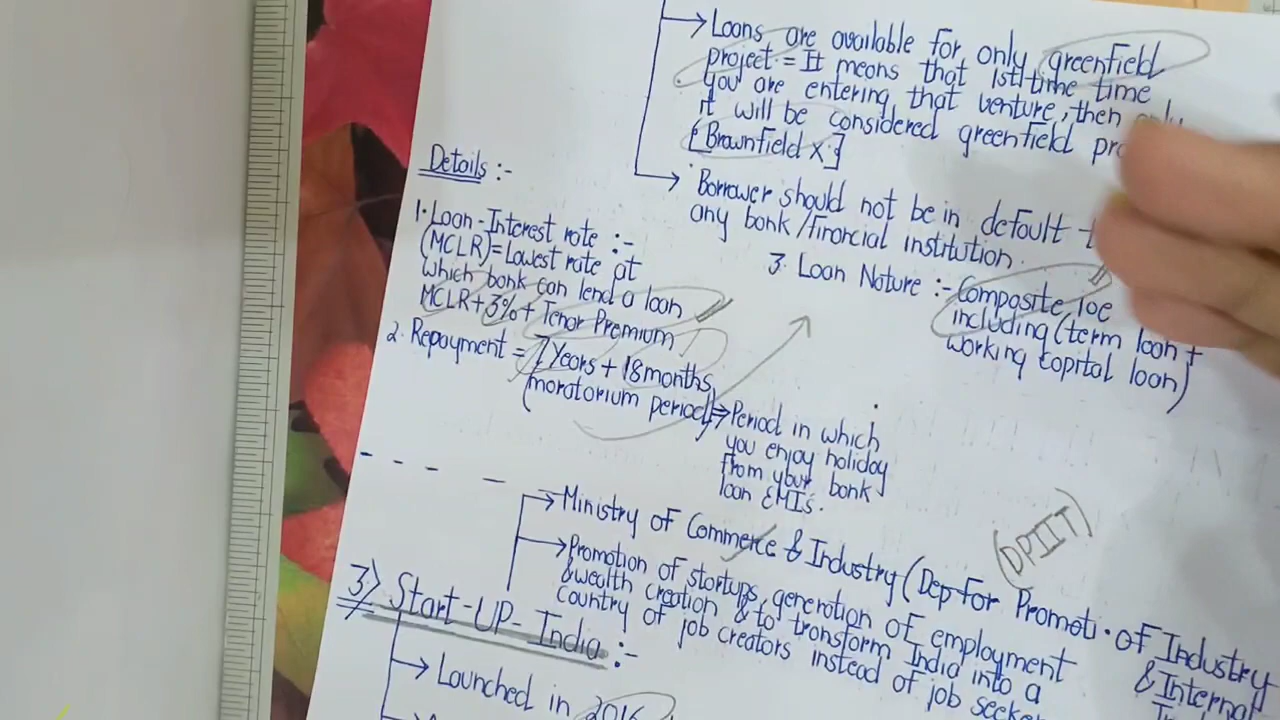 →Loans are available for only greenfield
project = It means that 1st time time
you are entering that venture, then only
it will be considered greenfield
[Brownfield x]
→ Borrower should not be in default
any bank/financial institution.
Details :-
1. Loan-Interest rate :-
(MCLR)=Lowest rate at
which bank can lend a loan
MCLR+3%+Tenor Premium
2. Repayment = 7 Years + 18 months
(moratorium period)⇒Period in which
you enjoy holiday
from your bank
loan EMIs.
3. Loan Nature :- Composite loe
including (term loan +
working capital loan)
- - - -
→Ministry of Commerce & Industry (Dep for Promoti. of Industry
& Internal
(DPIIT)
→Promotion of startups, generation of employment
&wealth creation & to transform India into a
country of job creators instead of job
3) Start-UP-India :-
→ Launched in 2016